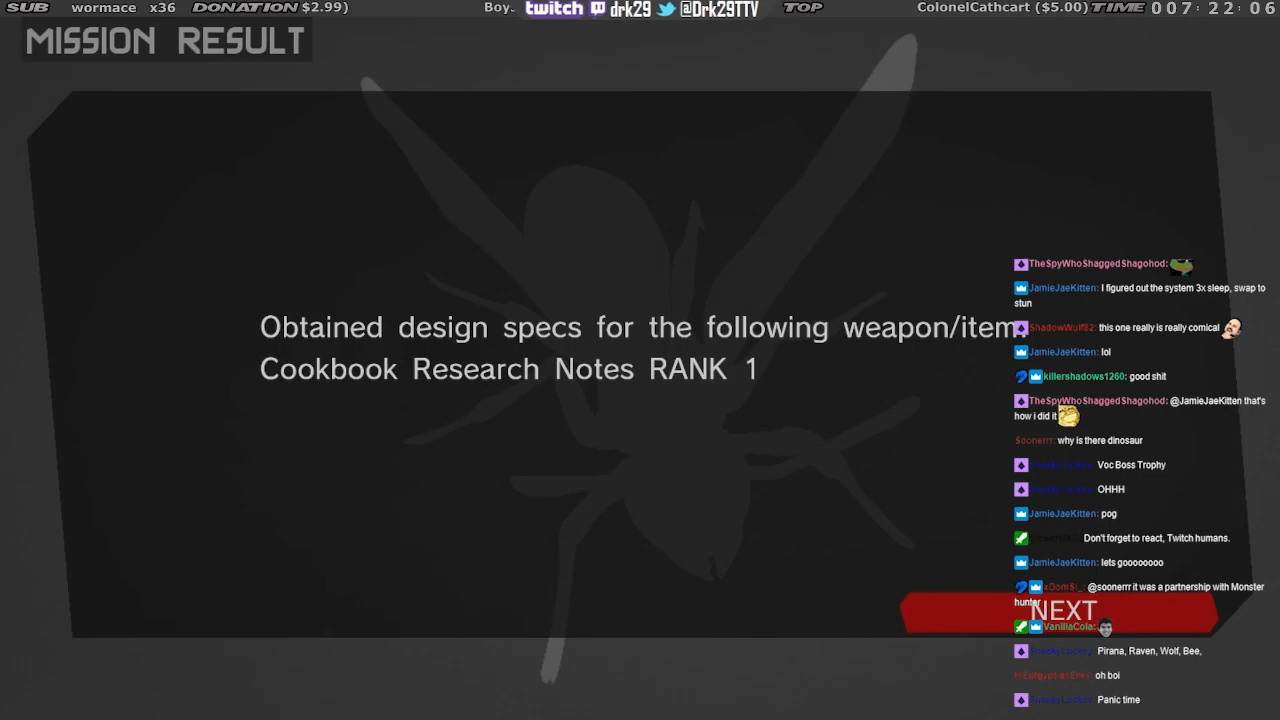 SUB wormace x36 DONATION $2.99) Boy. twitch drk29 @Drk29TTV TOP ColonelCathcart ($5.00) TIME 007:22:06
MISSION RESULT
Obtained design specs for the following weapon/item
Cookbook Research Notes RANK 1
TheSpyWhoShaggedShagohod:
JamieJaeKitten: I figured out the system 3x sleep, swap to
stun
ShadowWulf82: this one really is really comical
JamieJaeKitten: lol
killershadows1260: good shit
TheSpyWhoShaggedShagohod: @JamieJaeKitten that's
how i did it
Soonerrr: why is there dinosaur
Voc Boss Trophy
OHHH
JamieJaeKitten: pog
Don't forget to react, Twitch humans.
JamieJaeKitten: lets goooooooo
@soonerrr it was a partnership with Monster
hunter
NEXT
VanillaCola:
Pirana, Raven, Wolf, Bee,
oh boi
Panic time